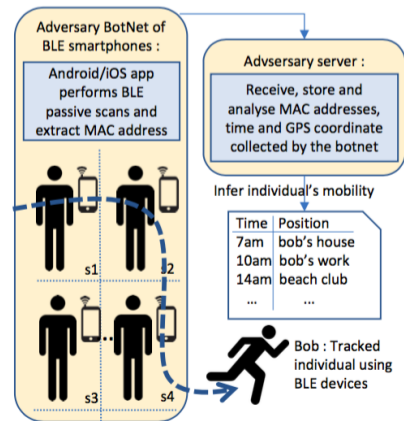 Adversary BotNet of
BLE smartphones :
Android/iOS app
performs BLE
passive scans and
extract MAC address
s1
s2
s3
s4
Advsersary server :
Receive, store and
analyse MAC addresses,
time and GPS coordinate
collected by the botnet
Infer individual's mobility
Time Position
7am bob's house
10am bob's work
14am beach club
... ...
Bob : Tracked
individual using
BLE devices